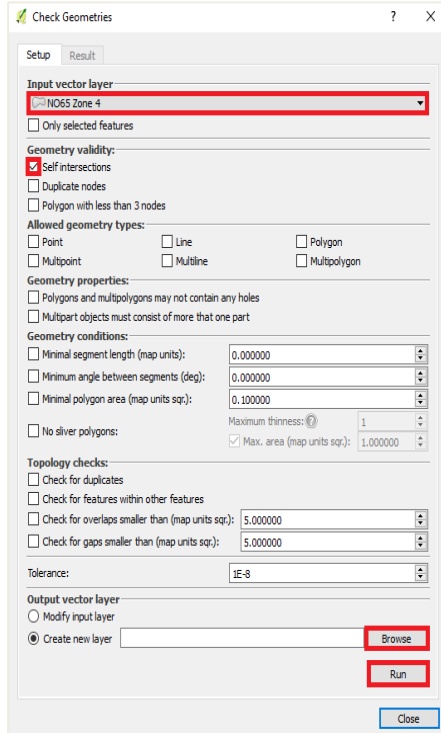 Check Geometries ? X
Setup Result
Input vector layer
NO65 Zone 4
Only selected features
Geometry validity:
Self intersections
Duplicate nodes
Polygon with less than 3 nodes
Allowed geometry types:
Point Line Polygon
Multipoint Multiline Multipolygon
Geometry properties:
Polygons and multipolygons may not contain any holes
Multipart objects must consist of more that one part
Geometry conditions:
Minimal segment length (map units): 0.000000
Minimum angle between segments (deg): 0.000000
Minimal polygon area (map units sqr.): 0.100000
No sliver polygons: Maximum thinness: ? 1
Max. area (map units sqr.): 1.000000
Topology checks:
Check for duplicates
Check for features within other features
Check for overlaps smaller than (map units sqr.): 5.000000
Check for gaps smaller than (map units sqr.): 5.000000
Tolerance: 1E-8
Output vector layer
Modify input layer
Create new layer Browse
Run
Close